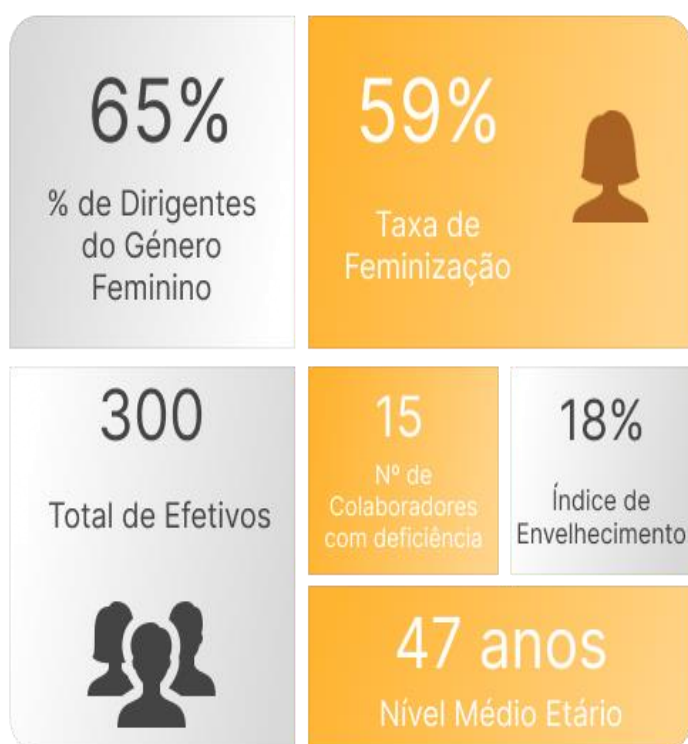 65%
% de Dirigentes
do Género
Feminino
59%
Taxa de
Feminização
300
Total de Efetivos
15
Nº de
Colaboradores
com deficiência
18%
Índice de
Envelhecimento
47 anos
Nível Médio Etário